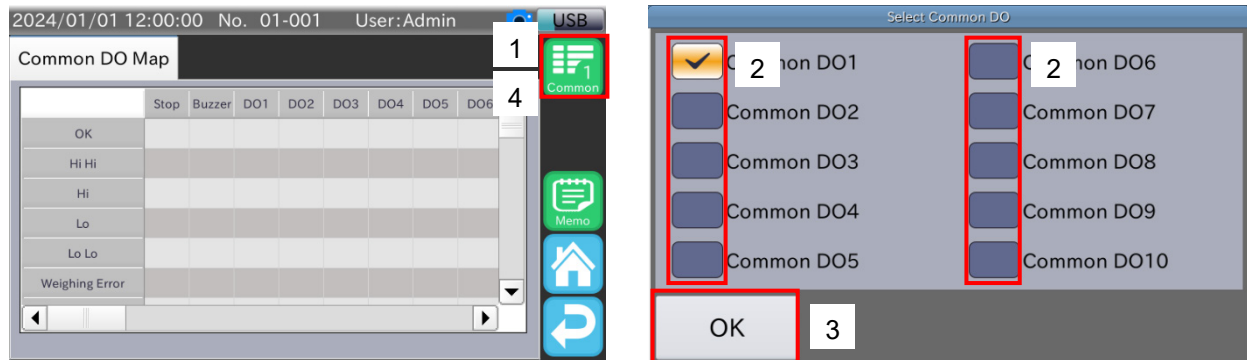 2024/01/01 12:00:00 No. 01-001 User:Admin USB
Common DO Map
1
1
Common
4
Stop Buzzer DO1 DO2 DO3 DO4 DO5 DO6
OK
Hi Hi
Hi
Lo
Lo Lo
Weighing Error
Memo
Select Common DO
2
DO1
2
DO6
Common DO2
Common DO7
Common DO3
Common DO8
Common DO4
Common DO9
Common DO5
Common DO10
OK
3